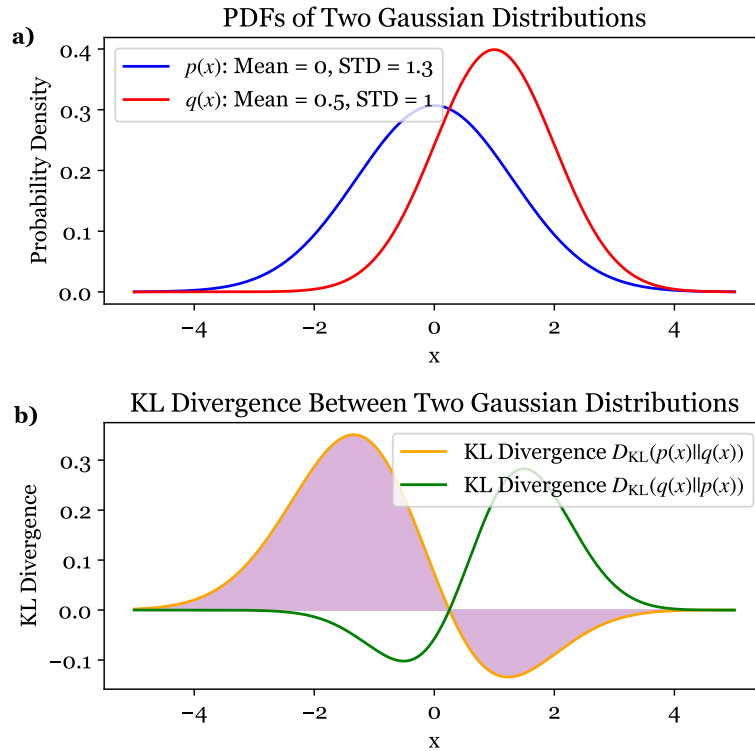 PDFs of Two Gaussian Distributions
a)
0.4
0.3
0.2
0.1
0.0
Probability Density
p(x): Mean = 0, STD = 1.3
q(x): Mean = 0.5, STD = 1
−4 −2 0 2 4
x
b)
KL Divergence Between Two Gaussian Distributions
0.3
0.2
0.1
0.0
−0.1
KL Divergence
KL Divergence D_KL(p(x)||q(x))
KL Divergence D_KL(q(x)||p(x))
−4 −2 0 2 4
x